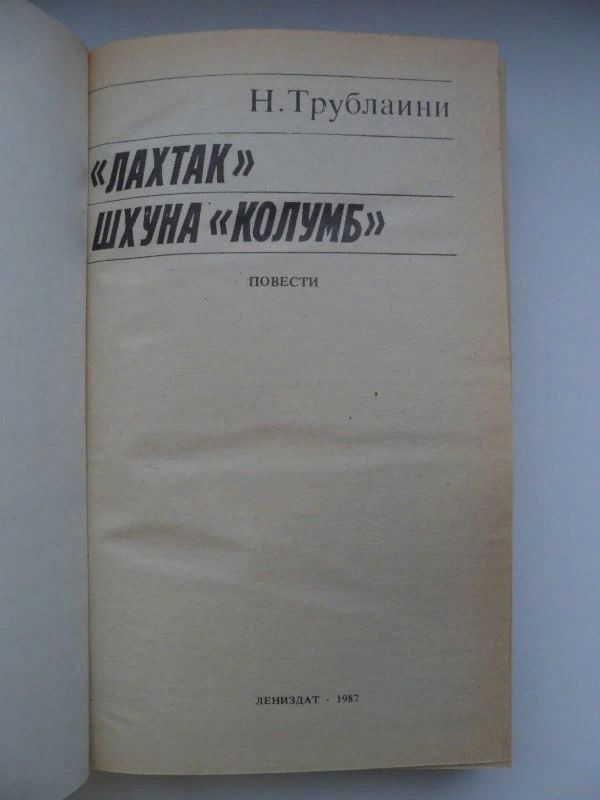 Н. Трублаини
«ЛАХТАК»
ШХУНА «КОЛУМБ»
ПОВЕСТИ
ЛЕНИЗДАТ · 1987